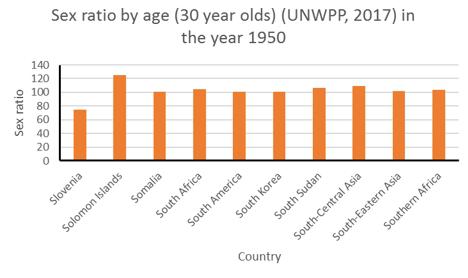 Sex ratio by age (30 year olds) (UNWPP, 2017) in
the year 1950
140
120
100
80
60
40
20
0
Sex ratio
Slovenia
Solomon Islands
Somalia
South Africa
South America
South Korea
South Sudan
South-Central Asia
South-Eastern Asia
Southern Africa
Country